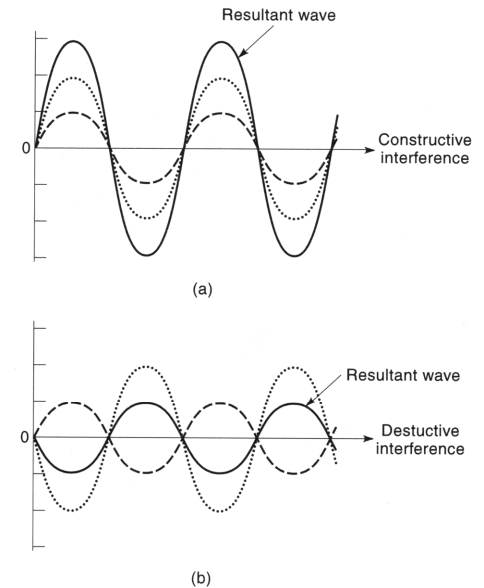 Resultant wave
0
Constructive
interference
(a)
Resultant wave
0
Destuctive
interference
(b)